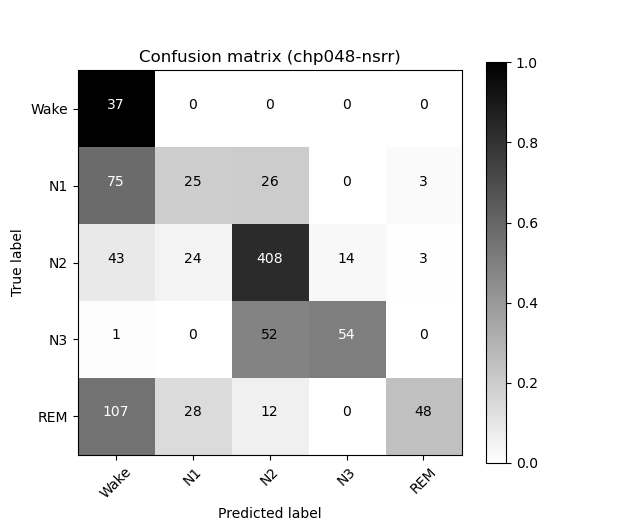 Confusion matrix (chp048-nsrr)
True label
Wake 37 0 0 0 0
N1 75 25 26 0 3
N2 43 24 408 14 3
N3 1 0 52 54 0
REM 107 28 12 0 48
Wake N1 N2 N3 REM
Predicted label
1.0
0.8
0.6
0.4
0.2
0.0